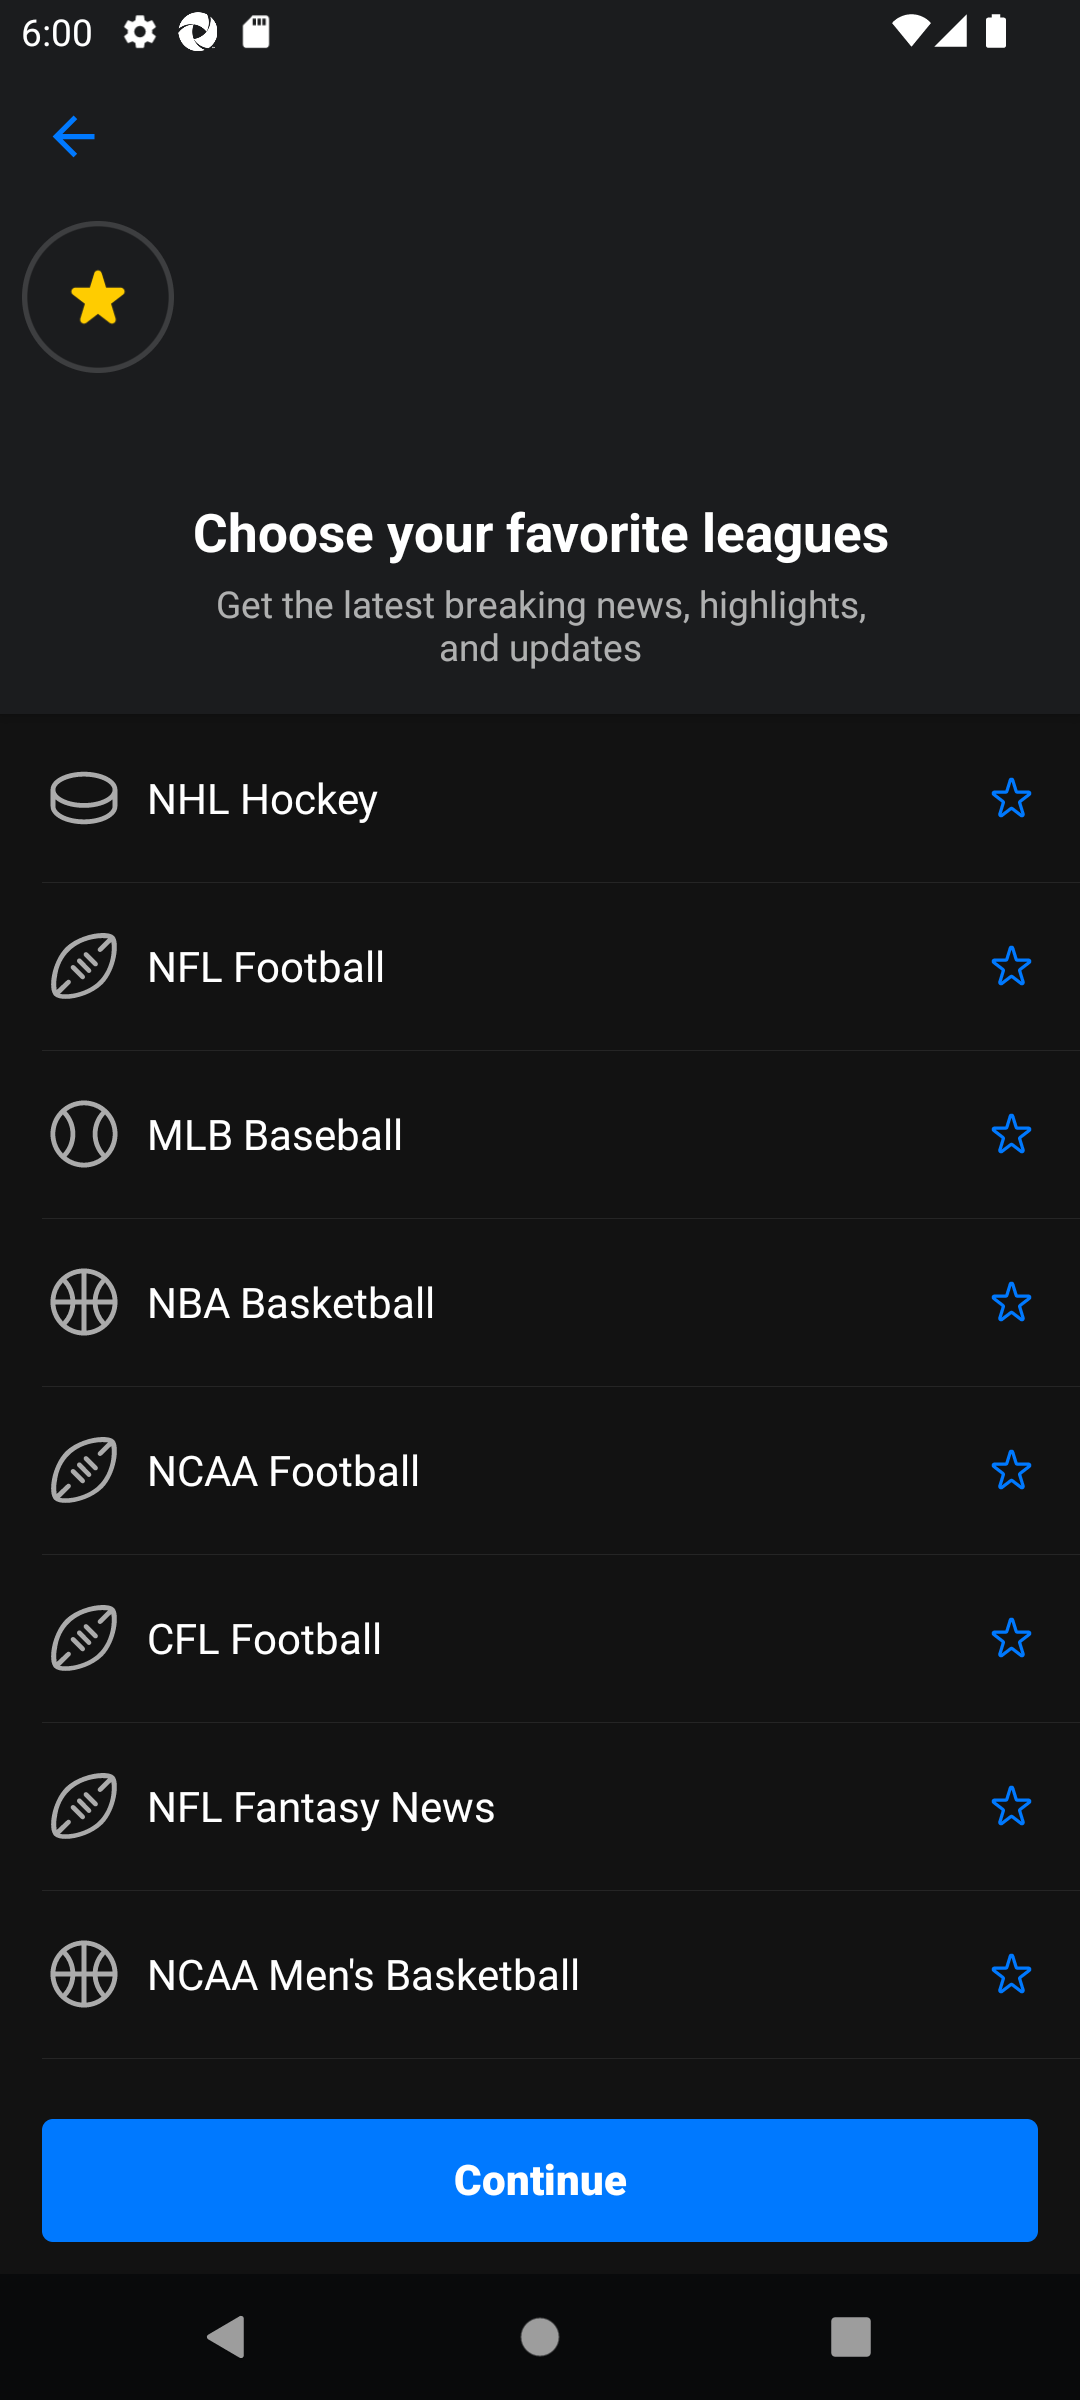 6:00
Choose your favorite leagues
Get the latest breaking news, highlights,
and updates
NHL Hockey
NFL Football
MLB Baseball
NBA Basketball
NCAA Football
CFL Football
NFL Fantasy News
NCAA Men's Basketball
Continue